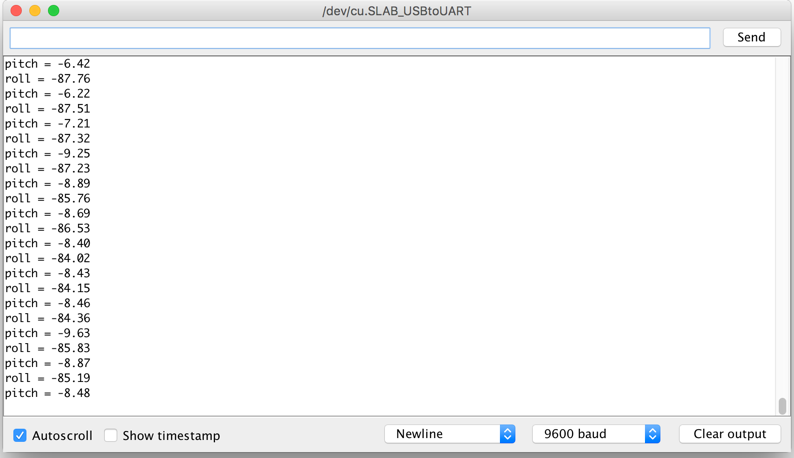 /dev/cu.SLAB_USBtoUART
Send
pitch = -6.42
roll = -87.76
pitch = -6.22
roll = -87.51
pitch = -7.21
roll = -87.32
pitch = -9.25
roll = -87.23
pitch = -8.89
roll = -85.76
pitch = -8.69
roll = -86.53
pitch = -8.40
roll = -84.02
pitch = -8.43
roll = -84.15
pitch = -8.46
roll = -84.36
pitch = -9.63
roll = -85.83
pitch = -8.87
roll = -85.19
pitch = -8.48
Autoscroll Show timestamp Newline 9600 baud Clear output